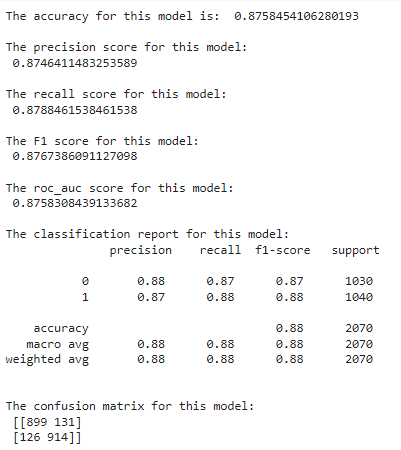 The accuracy for this model is:  0.8758454106280193
The precision score for this model:
0.8746411483253589
The recall score for this model:
0.8788461538461538
The F1 score for this model:
0.8767386091127098
The roc_auc score for this model:
0.8758308439133682
The classification report for this model:
precision    recall  f1-score   support
0       0.88      0.87      0.87      1030
1       0.87      0.88      0.88      1040
accuracy                           0.88      2070
macro avg       0.88      0.88      0.88      2070
weighted avg       0.88      0.88      0.88      2070
The confusion matrix for this model:
[[899 131]
[126 914]]